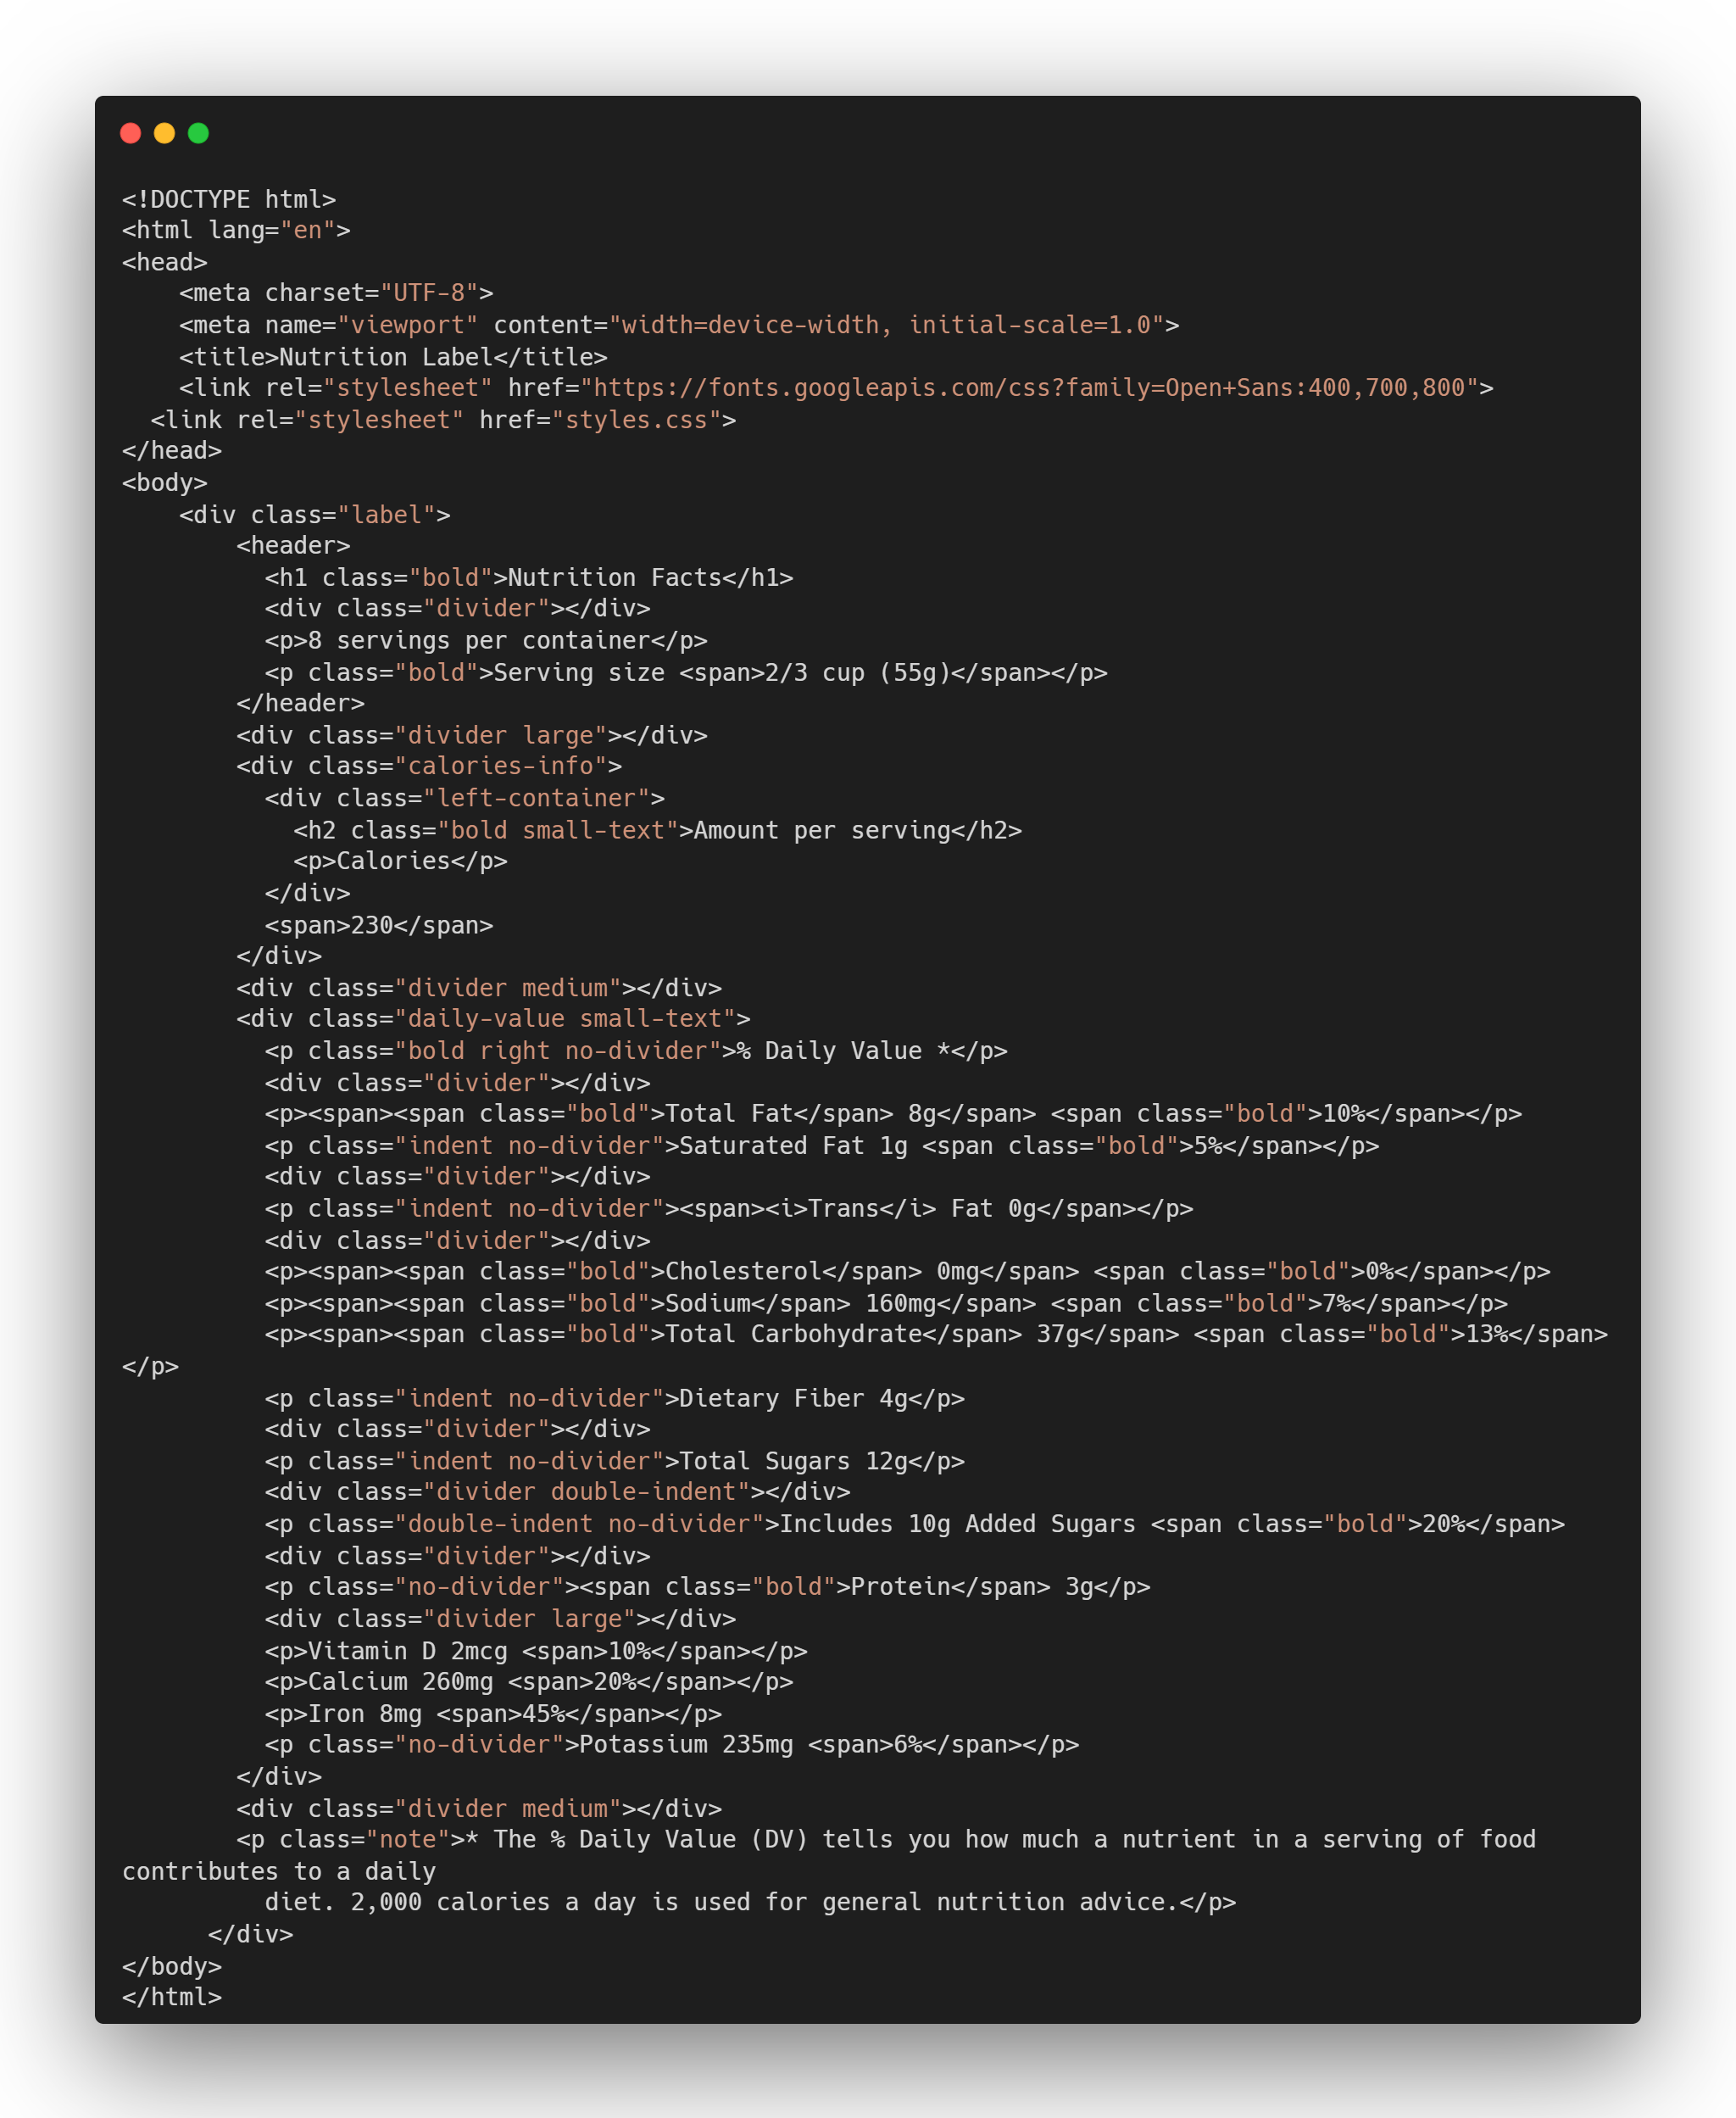 <!DOCTYPE html>
<html lang="en">
<head>
    <meta charset="UTF-8">
    <meta name="viewport" content="width=device-width, initial-scale=1.0">
    <title>Nutrition Label</title>
    <link rel="stylesheet" href="https://fonts.googleapis.com/css?family=Open+Sans:400,700,800">
  <link rel="stylesheet" href="styles.css">
</head>
<body>
    <div class="label">
        <header>
          <h1 class="bold">Nutrition Facts</h1>
          <div class="divider"></div>
          <p>8 servings per container</p>
          <p class="bold">Serving size <span>2/3 cup (55g)</span></p>
        </header>
        <div class="divider large"></div>
        <div class="calories-info">
          <div class="left-container">
            <h2 class="bold small-text">Amount per serving</h2>
            <p>Calories</p>
          </div>
          <span>230</span>
        </div>
        <div class="divider medium"></div>
        <div class="daily-value small-text">
          <p class="bold right no-divider">% Daily Value *</p>
          <div class="divider"></div>
          <p><span><span class="bold">Total Fat</span> 8g</span> <span class="bold">10%</span></p>
          <p class="indent no-divider">Saturated Fat 1g <span class="bold">5%</span></p>
          <div class="divider"></div>
          <p class="indent no-divider"><span><i>Trans</i> Fat 0g</span></p>
          <div class="divider"></div>
          <p><span><span class="bold">Cholesterol</span> 0mg</span> <span class="bold">0%</span></p>
          <p><span><span class="bold">Sodium</span> 160mg</span> <span class="bold">7%</span></p>
          <p><span><span class="bold">Total Carbohydrate</span> 37g</span> <span class="bold">13%</span>
</p>
          <p class="indent no-divider">Dietary Fiber 4g</p>
          <div class="divider"></div>
          <p class="indent no-divider">Total Sugars 12g</p>
          <div class="divider double-indent"></div>
          <p class="double-indent no-divider">Includes 10g Added Sugars <span class="bold">20%</span>
          <div class="divider"></div>
          <p class="no-divider"><span class="bold">Protein</span> 3g</p>
          <div class="divider large"></div>
          <p>Vitamin D 2mcg <span>10%</span></p>
          <p>Calcium 260mg <span>20%</span></p>
          <p>Iron 8mg <span>45%</span></p>
          <p class="no-divider">Potassium 235mg <span>6%</span></p>
        </div>
        <div class="divider medium"></div>
        <p class="note">* The % Daily Value (DV) tells you how much a nutrient in a serving of food
contributes to a daily
          diet. 2,000 calories a day is used for general nutrition advice.</p>
      </div>
</body>
</html>